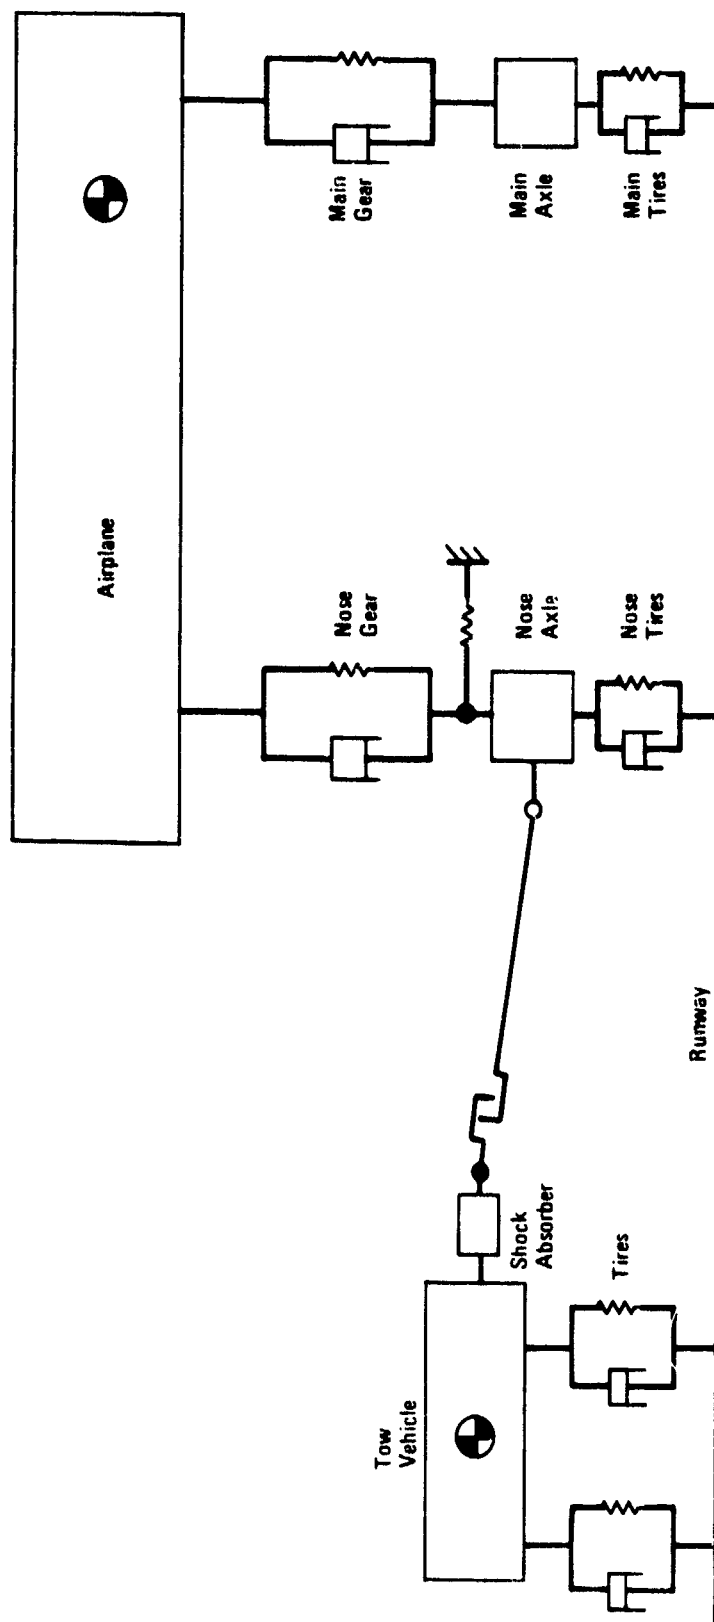 Airplane
Nose
Gear
Main
Gear
Nose
Axle
Main
Axle
Nose
Tires
Main
Tires
Tow
Vehicle
Shock
Absorber
Tires
Runway